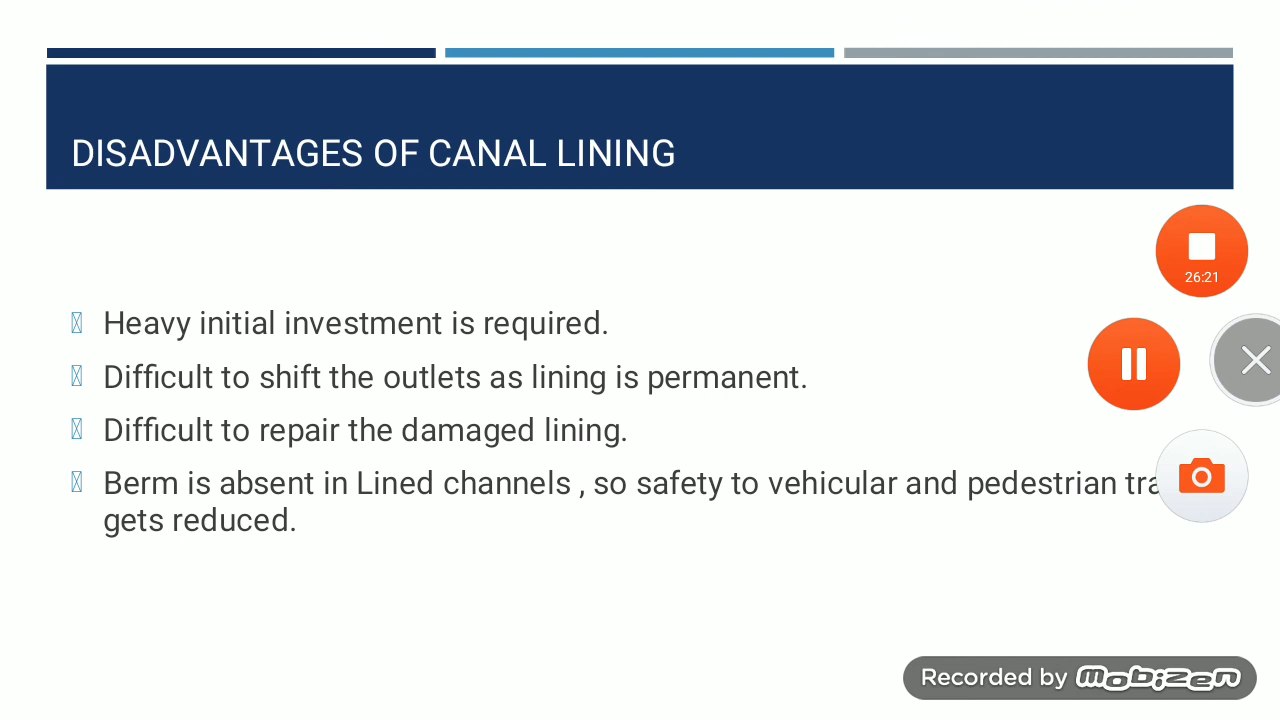 DISADVANTAGES OF CANAL LINING
26:21
Heavy initial investment is required.
Difficult to shift the outlets as lining is permanent.
Difficult to repair the damaged lining.
Berm is absent in Lined channels , so safety to vehicular and pedestrian
gets reduced.
Recorded by mobizen